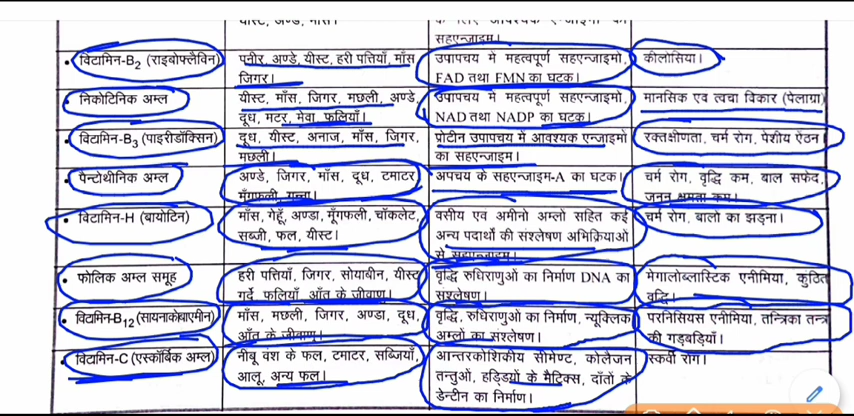 यीस्ट, अण्डे, मांस।
सहएन्जाइम।
• विटामिन-B₂ (राइबोफ्लैविन) पनीर, अण्डे, यीस्ट, हरी पत्तियाँ, माँस उपापचय मे महत्वपूर्ण सहएन्जाइमो, कीलोसिया।
जिगर। FAD तथा FMN का घटक।
• निकोटिनिक अम्ल यीस्ट, माँस, जिगर, मछली, अण्डे, उपापचय मे महत्वपूर्ण सहएन्जाइमो, मानसिक एव त्वचा विकार (पेलाग्रा)
दूध, मटर, मेवा, फलियाँ। NAD तथा NADP का घटक।
• विटामिन-B₃ (पाइरीडॉक्सिन) दूध, यीस्ट, अनाज, माँस, जिगर, प्रोटीन उपापचय मे आवश्यक एन्जाइमो रक्तक्षीणता, चर्म रोग, पेशीय ऐंठन
मछली। का सहएन्जाइम।
• पैन्टोथीनिक अम्ल अण्डे, जिगर, माँस, दूध, टमाटर, अपचय के सहएन्जाइम-A का घटक। चर्म रोग, वृद्धि कम, बाल सफेद,
मूँगफली, गन्ना। जनन क्षमता कम।
• विटामिन-H (बायोटिन) माँस, गेहूँ, अण्डा, मूँगफली, चॉकलेट, वसीय एव अमीनो अम्लो सहित कई चर्म रोग, बालो का झड़ना।
सब्जी, फल, यीस्ट। अन्य पदार्थो की संश्लेषण अभिक्रियाओ
मे सहएन्जाइम।
• फोलिक अम्ल समूह हरी पत्तियाँ, जिगर, सोयाबीन, यीस्ट वृद्धि रुधिराणुओ का निर्माण DNA का मेगालोब्लास्टिक एनीमिया, कुठित
गुर्दे फलियाँ आँत के जीवाणु। संश्लेषण। वृद्धि।
• विटामिन-B₁₂ (सायनाकोबाएमीन) माँस, मछली, जिगर, अण्डा, दूध, वृद्धि, रुधिराणुओ का निर्माण, न्यूक्लिक परनिसियस एनीमिया, तन्त्रिका तन्त्र
आँत के जीवाणु। अम्लो का संश्लेषण। की गड़बड़ियाँ।
• विटामिन-C (एस्कॉर्बिक अम्ल) नीबू वश के फल, टमाटर, सब्जियाँ, आन्तरकोशिकीय सीमेण्ट, कोलैजन स्कर्वी रोग।
आलू, अन्य फल। तन्तुओं, हड्डियों के मैट्रिक्स, दाँतों के
डेन्टीन का निर्माण।